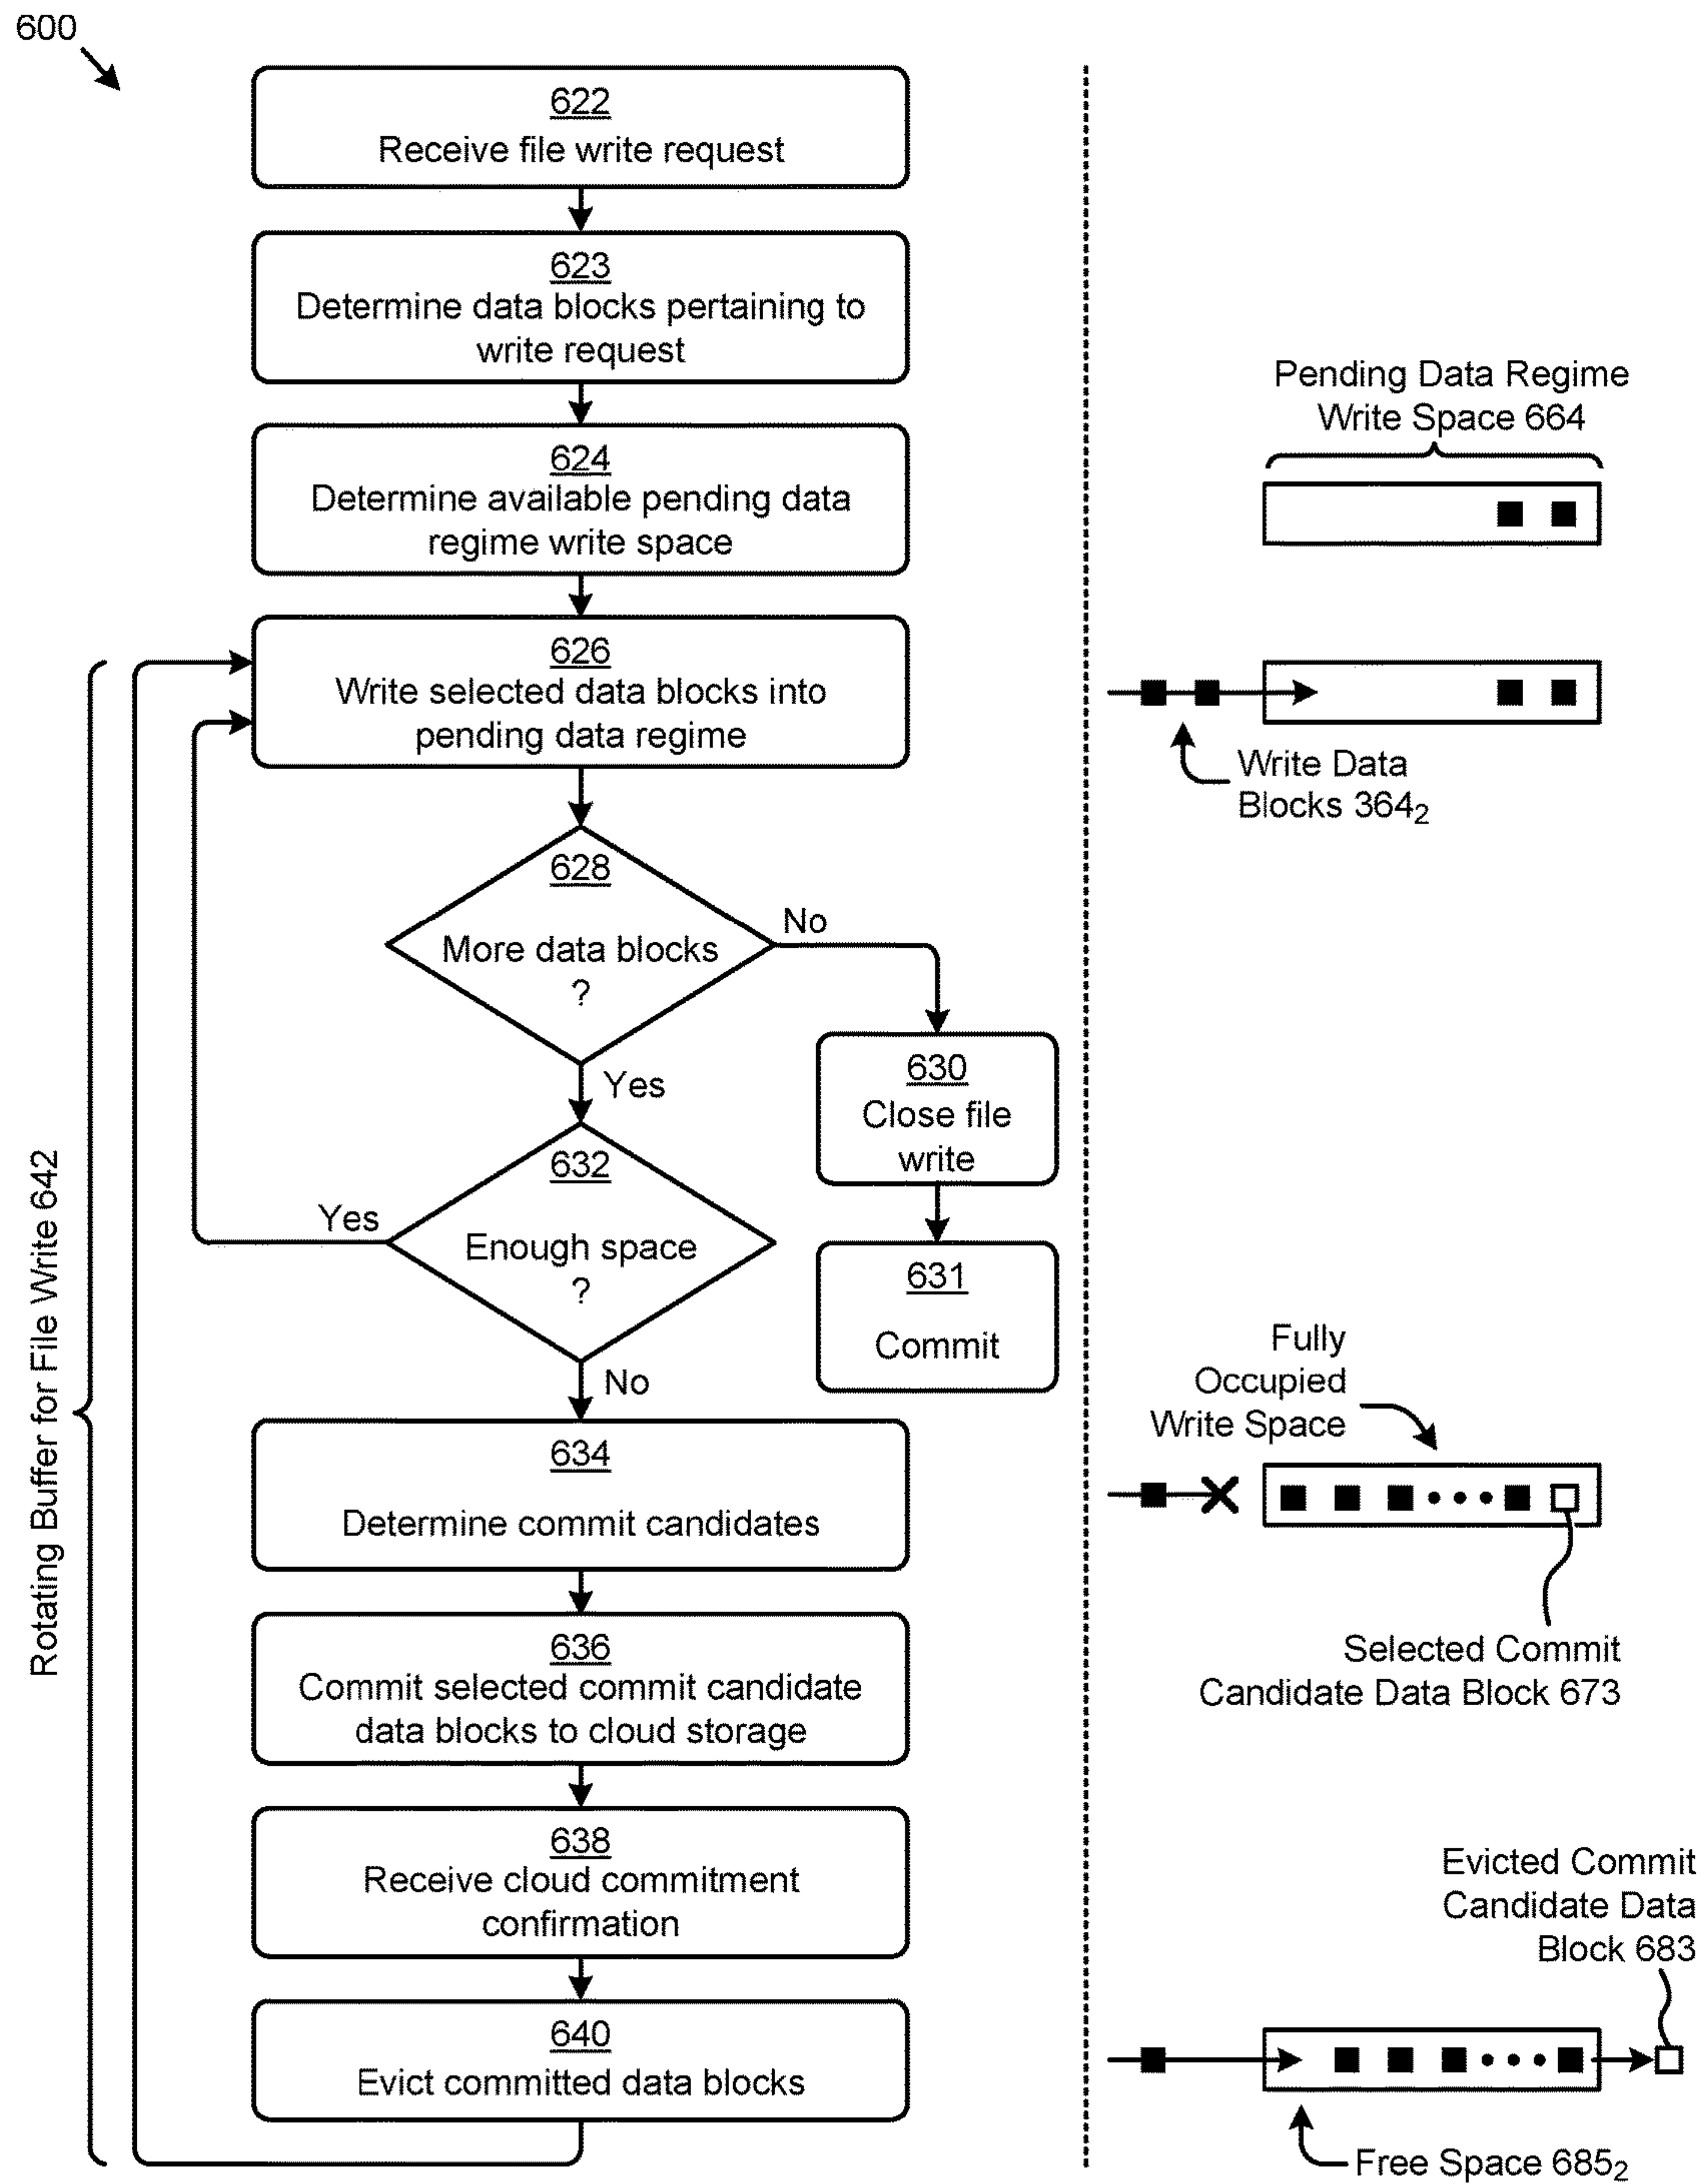 600
622
Receive file write request
623
Determine data blocks pertaining to
write request
624
Determine available pending data
regime write space
626
Write selected data blocks into
pending data regime
628
More data blocks
?
No
Yes
630
Close file
write
631
Commit
632
Enough space
?
Yes
No
634
Determine commit candidates
636
Commit selected commit candidate
data blocks to cloud storage
638
Receive cloud commitment
confirmation
640
Evict committed data blocks
Rotating Buffer for File Write 642
Pending Data Regime
Write Space 664
Write Data
Blocks 364₂
Fully
Occupied
Write Space
Selected Commit
Candidate Data Block 673
Evicted Commit
Candidate Data
Block 683
Free Space 685₂